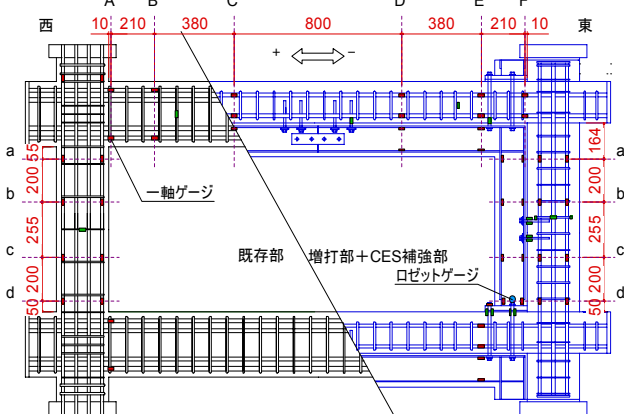 A B C D E F
西 10 210 380 800 380 210 10 東
+ −
a 55 164 a
200 200
b b
一軸ゲージ
255 255
既存部 増打部+CES補強部
c c
ロゼットゲージ
200 200
d d
50 50